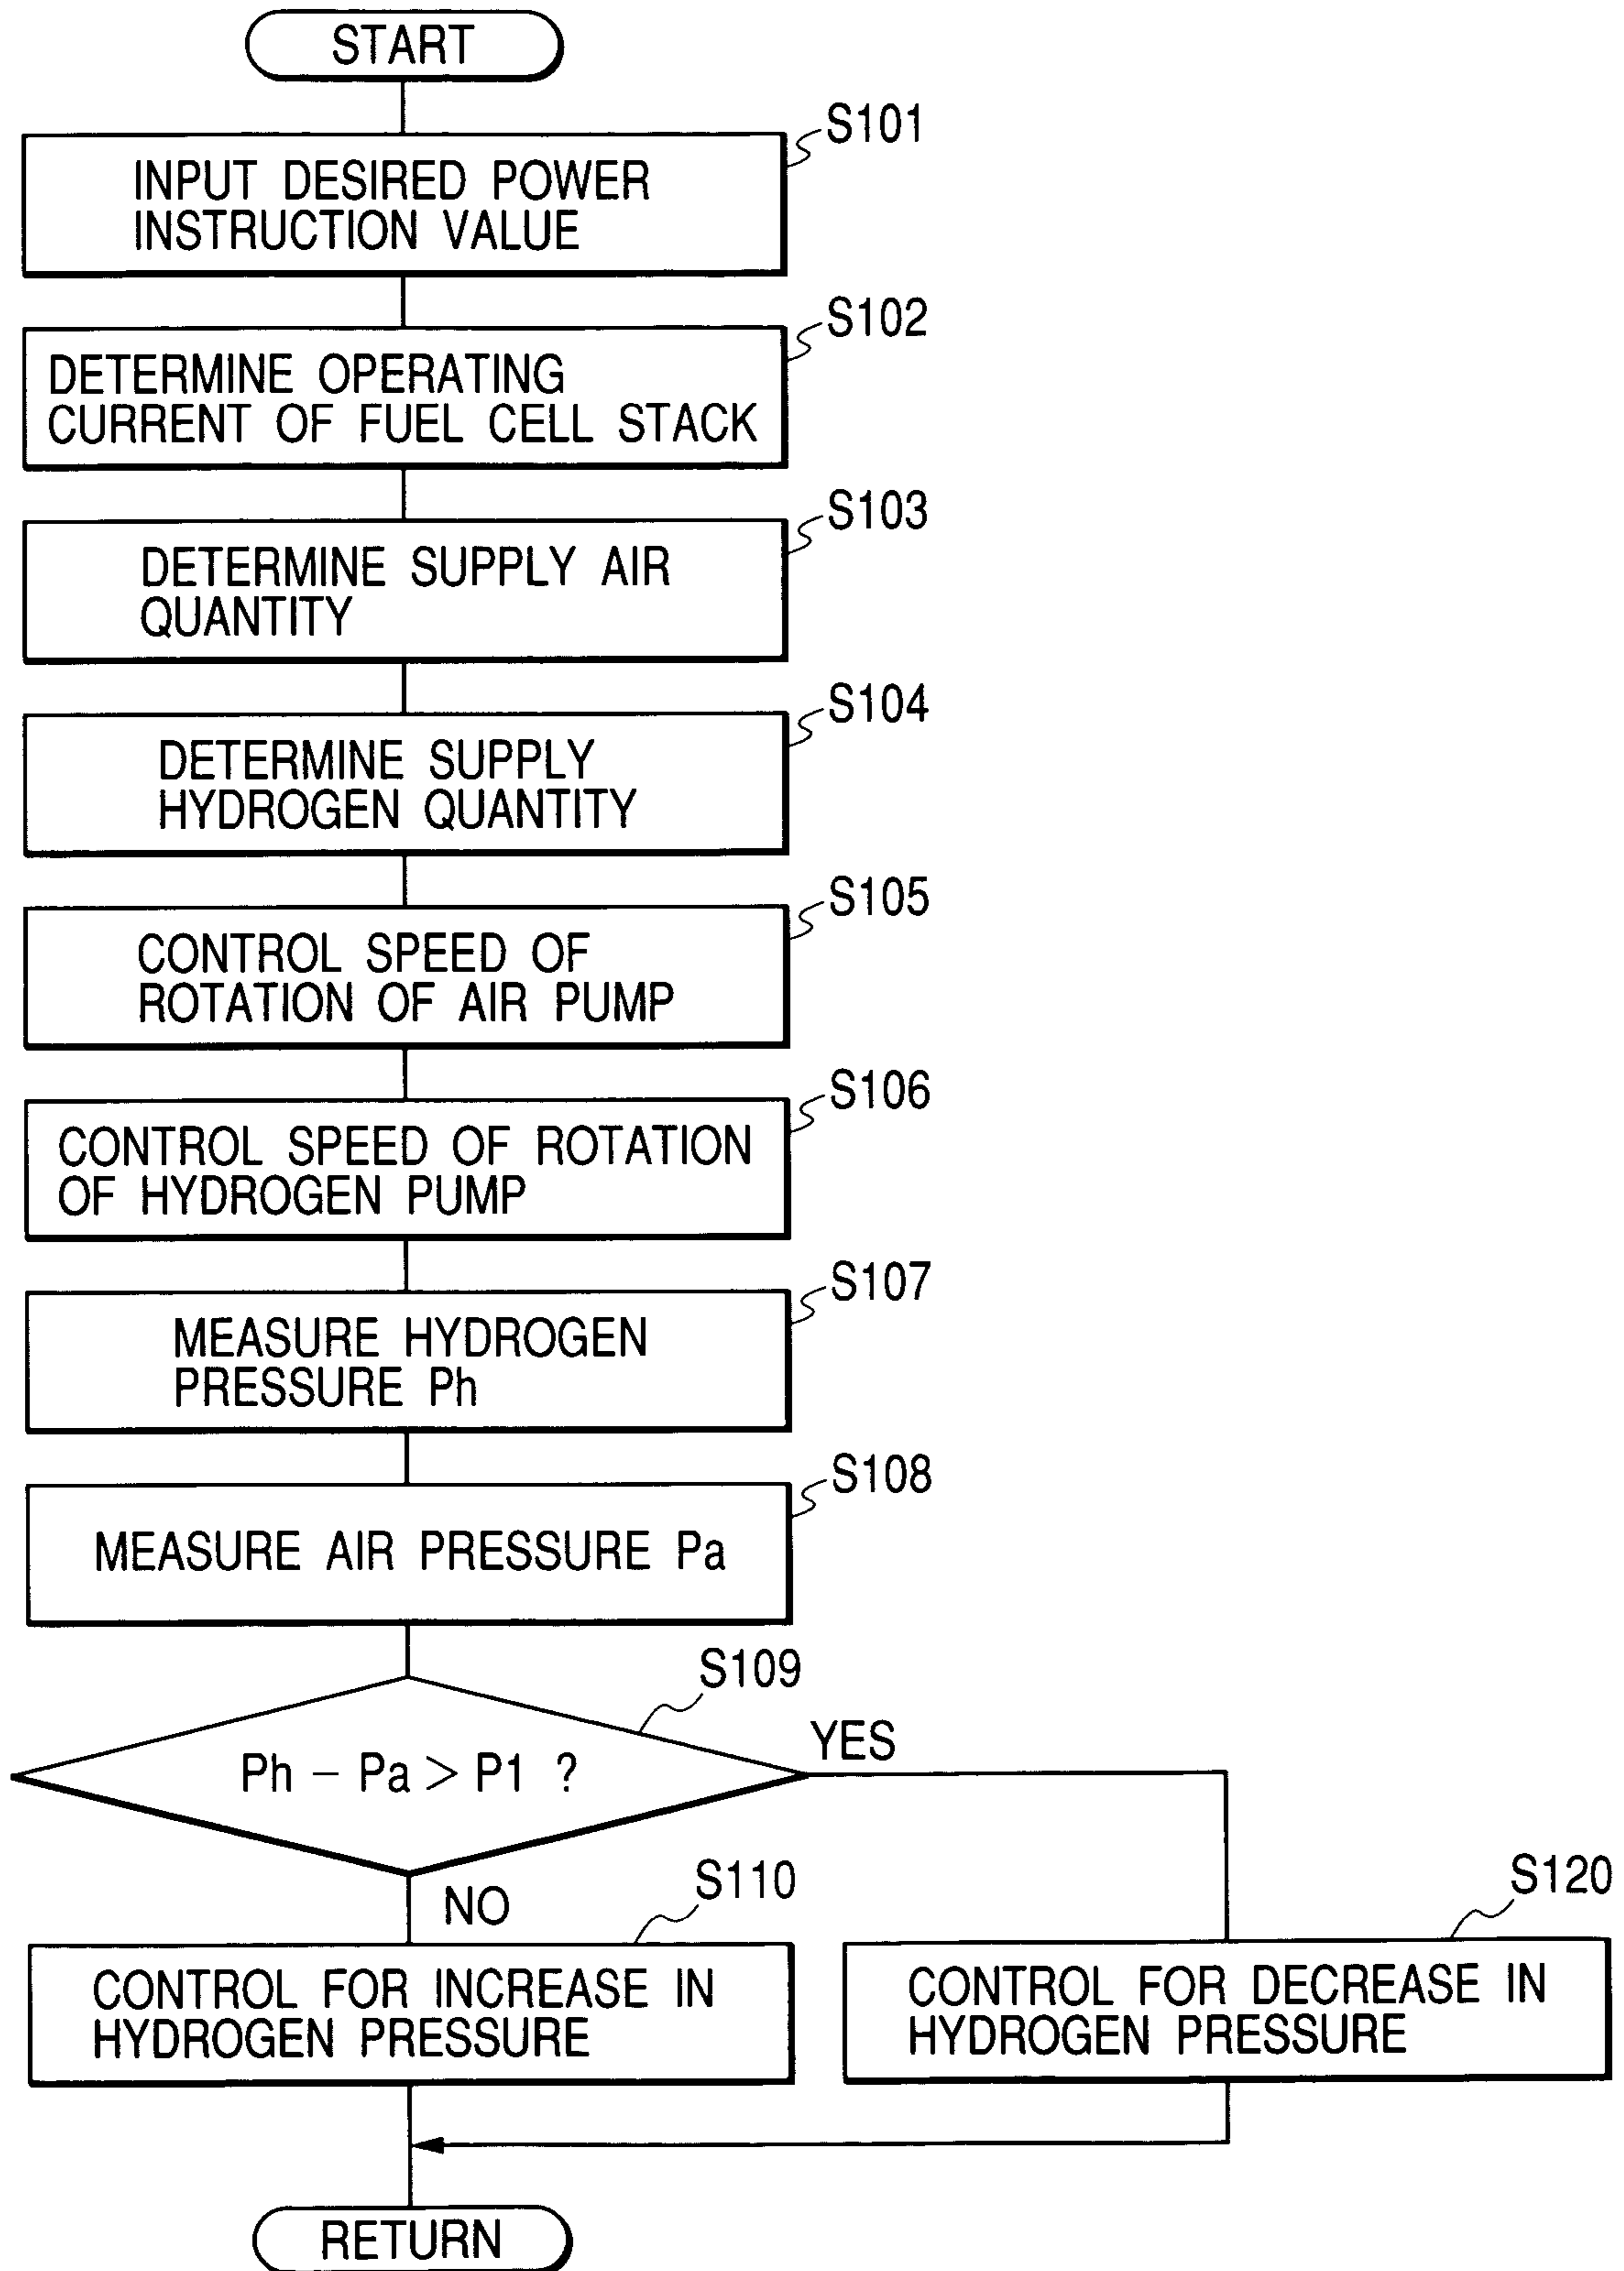 START
S101
INPUT DESIRED POWER
INSTRUCTION VALUE
S102
DETERMINE OPERATING
CURRENT OF FUEL CELL STACK
S103
DETERMINE SUPPLY AIR
QUANTITY
S104
DETERMINE SUPPLY
HYDROGEN QUANTITY
S105
CONTROL SPEED OF
ROTATION OF AIR PUMP
S106
CONTROL SPEED OF ROTATION
OF HYDROGEN PUMP
S107
MEASURE HYDROGEN
PRESSURE Ph
S108
MEASURE AIR PRESSURE Pa
S109
Ph – Pa > P1 ?
YES
NO
S110
CONTROL FOR INCREASE IN
HYDROGEN PRESSURE
S120
CONTROL FOR DECREASE IN
HYDROGEN PRESSURE
RETURN